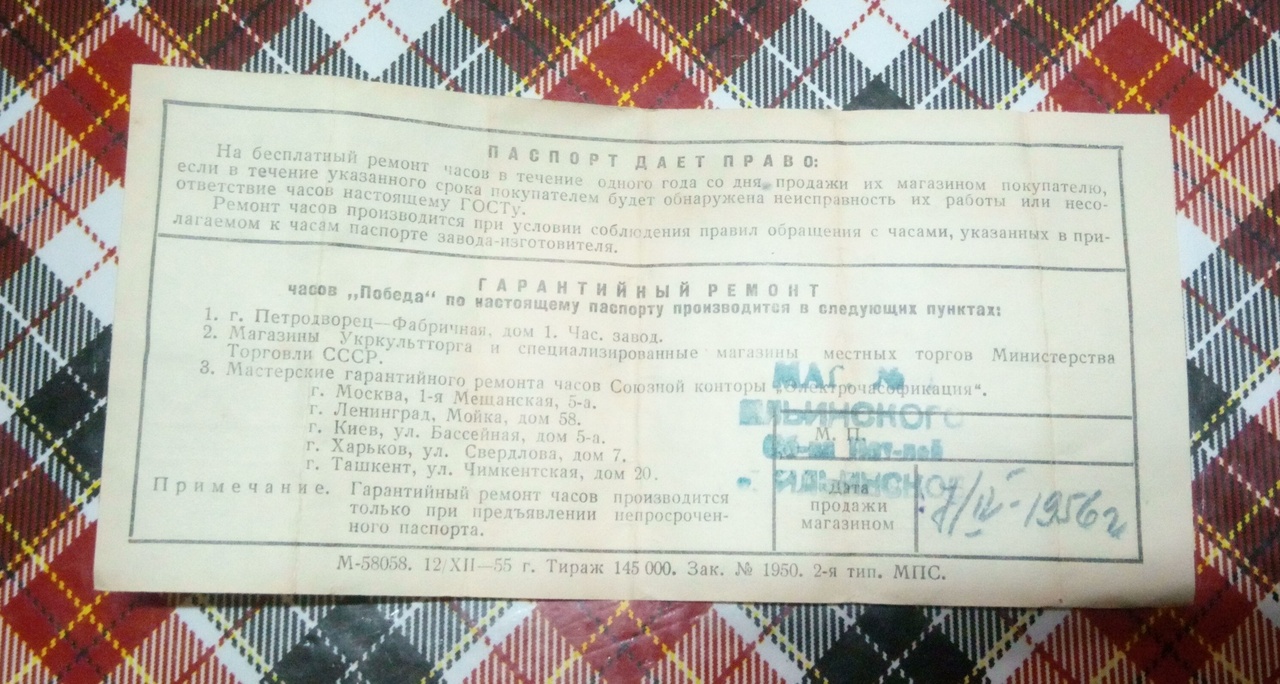 ПАСПОРТ ДАЕТ ПРАВО:
На бесплатный ремонт часов в течение одного года со дня продажи их магазином покупателю,
если в течение указанного срока покупателем будет обнаружена неисправность их работы или несо-
ответствие часов настоящему ГОСТу.
Ремонт часов производится при условии соблюдения правил обращения с часами, указанных в при-
лагаемом к часам паспорте завода-изготовителя.
ГАРАНТИЙНЫЙ РЕМОНТ
часов „Победа“ по настоящему паспорту производится в следующих пунктах:
1. г. Петродворец—Фабричная, дом 1. Час. завод.
2. Магазины Укркультторга и специализированные магазины местных торгов Министерства
Торговли СССР.
3. Мастерские гарантийного ремонта часов Союзной конторы „Электрочасофикация“.
г. Москва, 1-я Мещанская, 5-а.
г. Ленинград, Мойка, дом 58.
г. Киев, ул. Бассейная, дом 5-а.
г. Харьков, ул. Свердлова, дом 7.
г. Ташкент, ул. Чимкентская, дом 20.
Примечание. Гарантийный ремонт часов производится
только при предъявлении непросрочен-
ного паспорта.
МАГ. №
ИЛЬИНСКОГО
М. П.
ИЛЬИНСКОЕ
Дата
продажи
магазином
7/IV-1956 г
М-58058. 12/XII—55 г. Тираж 145 000. Зак. № 1950. 2-я тип. МПС.